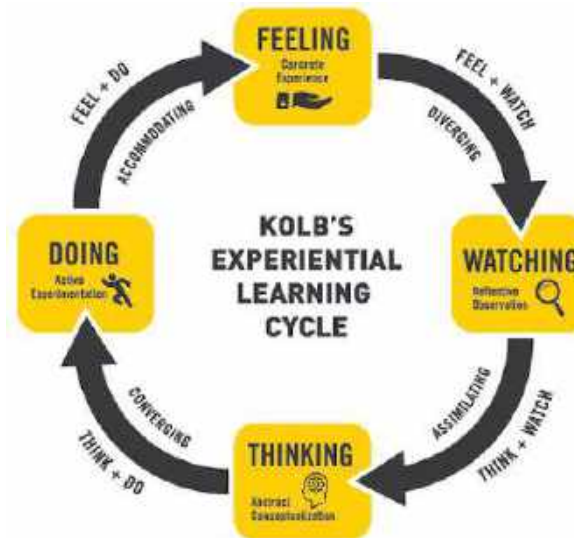 FEELING
Concrete
Experience
FEEL + DO
ACCOMMODATING
FEEL + WATCH
DIVERGING
KOLB'S
EXPERIENTIAL
LEARNING
CYCLE
DOING
Active
Experimentation
WATCHING
Reflective
Observation
CONVERGING
THINK + DO
ASSIMILATING
THINK + WATCH
THINKING
Abstract
Conceptualization